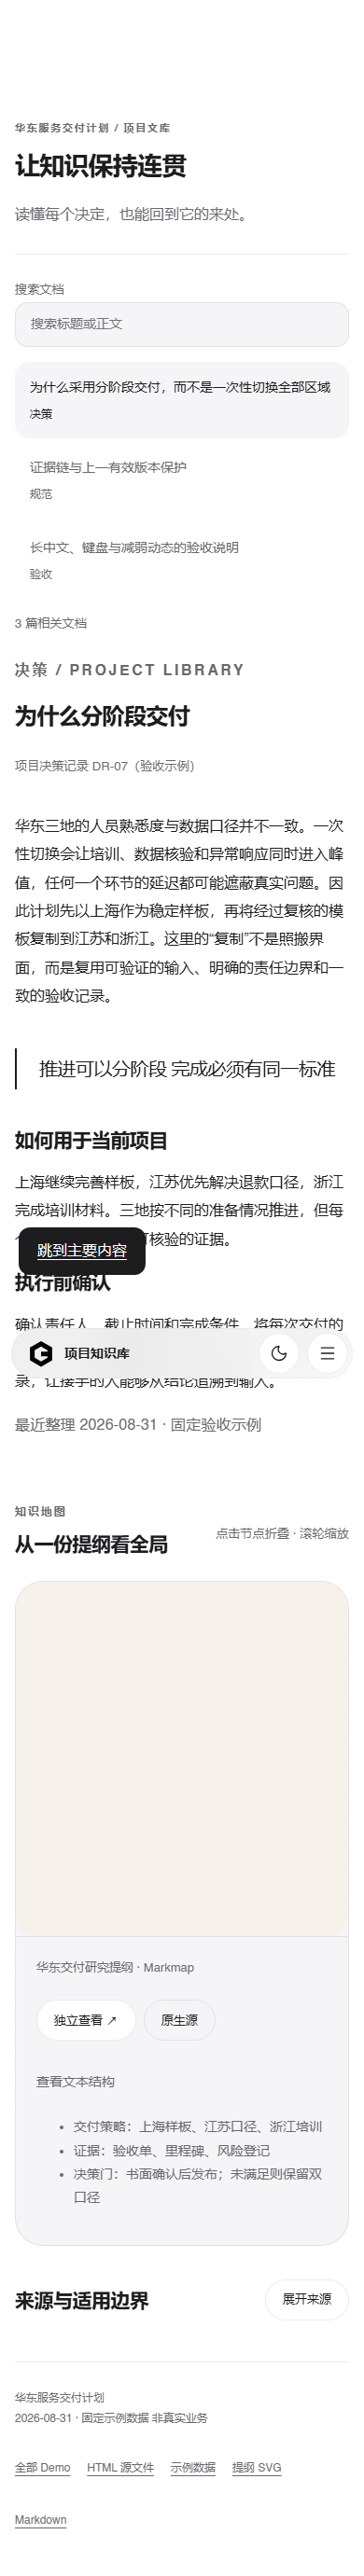 华东服务交付计划 / 项目文库
让知识保持连贯
读懂每个决定，也能回到它的来处。
搜索文档
搜索标题或正文
为什么采用分阶段交付，而不是一次性切换全部区域
决策
证据链与上一有效版本保护
规范
长中文、键盘与减弱动态的验收说明
验收
3 篇相关文档
决策 / PROJECT LIBRARY
为什么分阶段交付
项目决策记录 DR-07（验收示例）
华东三地的人员熟悉度与数据口径并不一致。一次
性切换会让培训、数据核验和异常响应同时进入峰
值，任何一个环节的延迟都可能遮蔽真实问题。因
此计划先以上海作为稳定样板，再将经过复核的模
板复制到江苏和浙江。这里的“复制”不是照搬界
面，而是复用可验证的输入、明确的责任边界和一
致的验收记录。
推进可以分阶段 完成必须有同一标准
如何用于当前项目
上海继续完善样板，江苏优先解决退款口径，浙江
完成培训材料。三地按不同的准备情况推进，但每
核验的证据。
跳到主要内容
执行前确认
确认责任人、截止时间和完成条件，将每次交付的
项目知识库
录，让接手的人能够从结论追溯到输入。
最近整理 2026-08-31 · 固定验收示例
知识地图
从一份提纲看全局
点击节点折叠 · 滚轮缩放
华东交付研究提纲 · Markmap
独立查看 ↗
原生源
查看文本结构
• 交付策略：上海样板、江苏口径、浙江培训
• 证据：验收单、里程碑、风险登记
• 决策门：书面确认后发布；未满足则保留双
口径
来源与适用边界
展开来源
华东服务交付计划
2026-08-31 · 固定示例数据 非真实业务
全部 Demo
HTML 源文件
示例数据
提纲 SVG
Markdown